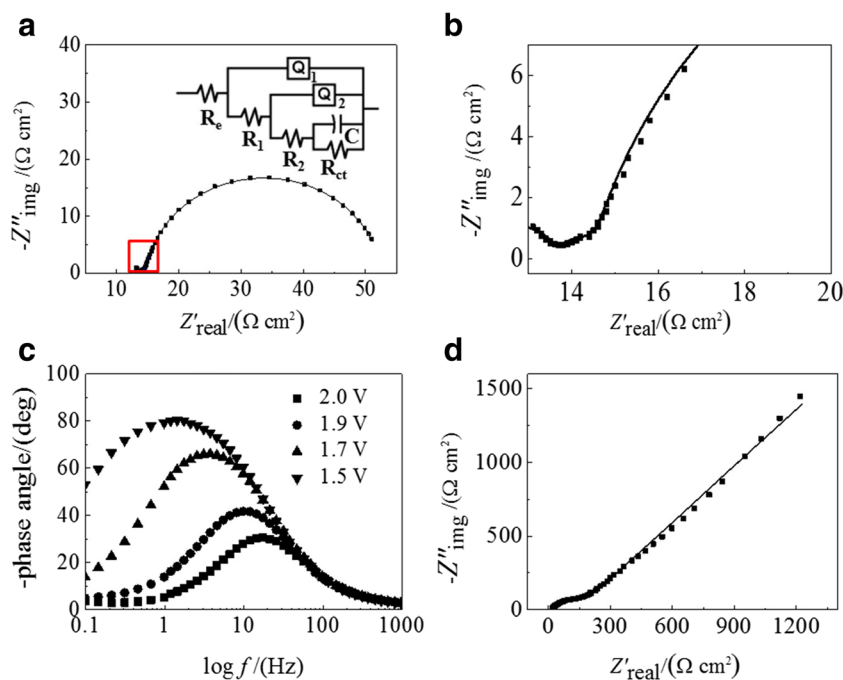 a
40
30
20
10
0
-Z″img /(Ω cm²)
Re
R1
Q1
Q2
R2
C
Rct
10 20 30 40 50
Z′real/(Ω cm²)
b
6
4
2
0
-Z″img /(Ω cm²)
14 16 18 20
Z′real/(Ω cm²)
c
100
80
60
40
20
0
-phase angle/(deg)
2.0 V
1.9 V
1.7 V
1.5 V
0.1 1 10 100 1000
log f /(Hz)
d
1500
1000
500
0
-Z″img /(Ω cm²)
0 300 600 900 1200
Z′real/(Ω cm²)